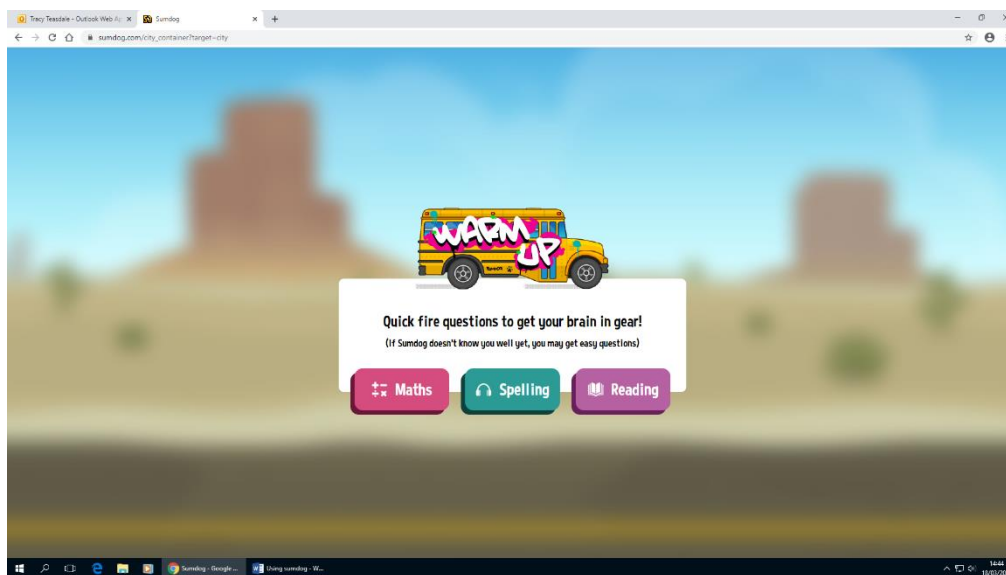 Tracy Teasdale - Outlook Web Ap
Sumdog
sumdog.com/city_container?target=city
WARM
UP
Quick fire questions to get your brain in gear!
(If Sumdog doesn't know you well yet, you may get easy questions)
Maths
Spelling
Reading
Sumdog - Google ...
Using sumdog - W...
14:44